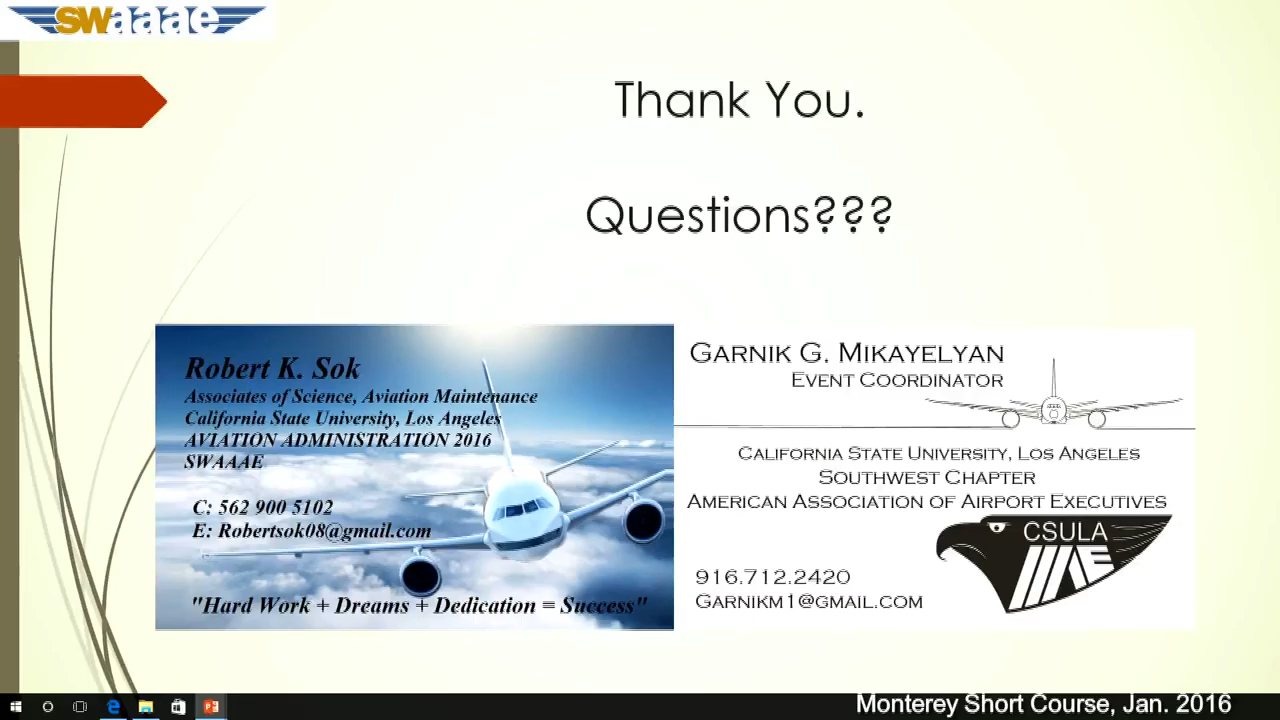 swaaae
Thank You.
Questions???
Robert K. Sok
Associates of Science, Aviation Maintenance
California State University, Los Angeles
AVIATION ADMINISTRATION 2016
SWAAAE
C: 562 900 5102
E: Robertsok08@gmail.com
"Hard Work + Dreams + Dedication = Success"
GARNIK G. MIKAYELYAN
EVENT COORDINATOR
CALIFORNIA STATE UNIVERSITY, LOS ANGELES
SOUTHWEST CHAPTER
AMERICAN ASSOCIATION OF AIRPORT EXECUTIVES
CSULA
916.712.2420
GARNIKM1@GMAIL.COM
Monterey Short Course, Jan. 2016